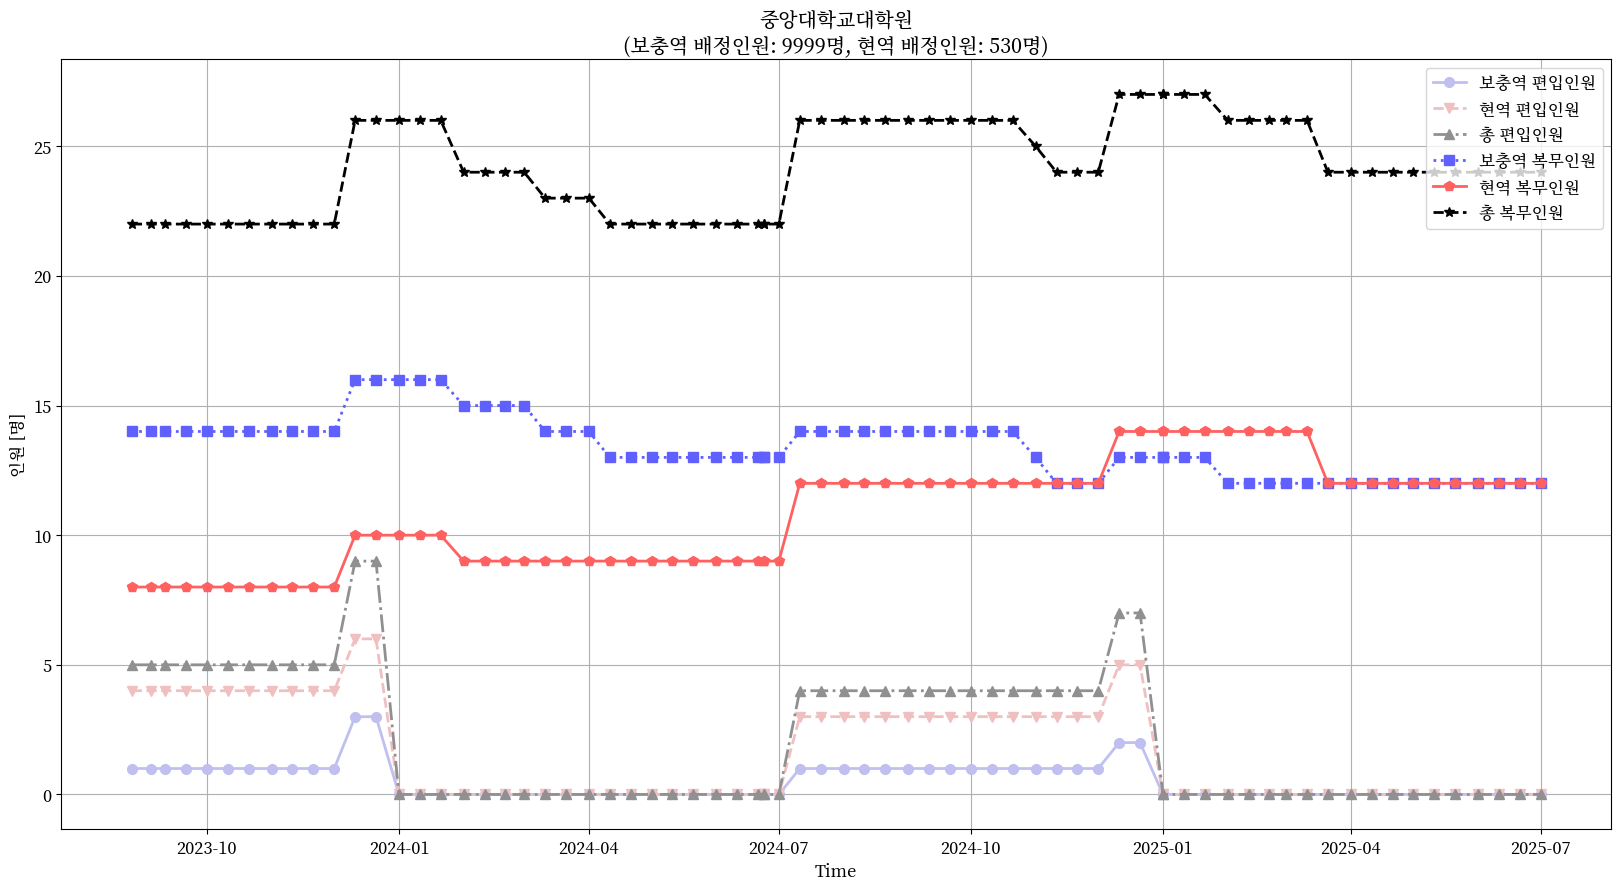 중앙대학교대학원
(보충역 배정인원: 9999명, 현역 배정인원: 530명)
보충역 편입인원
현역 편입인원
총 편입인원
보충역 복무인원
현역 복무인원
총 복무인원
인원 [명]
25
20
15
10
5
0
2023-10
2024-01
2024-04
2024-07
2024-10
2025-01
2025-04
2025-07
Time